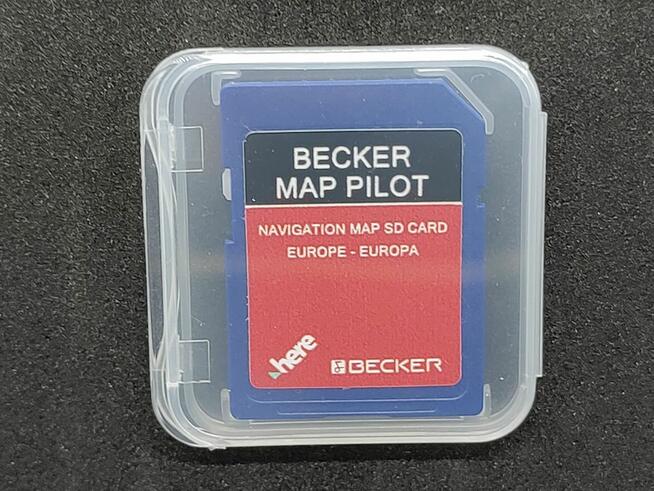 BECKER
MAP PILOT
NAVIGATION MAP SD CARD
EUROPE - EUROPA
here
BECKER